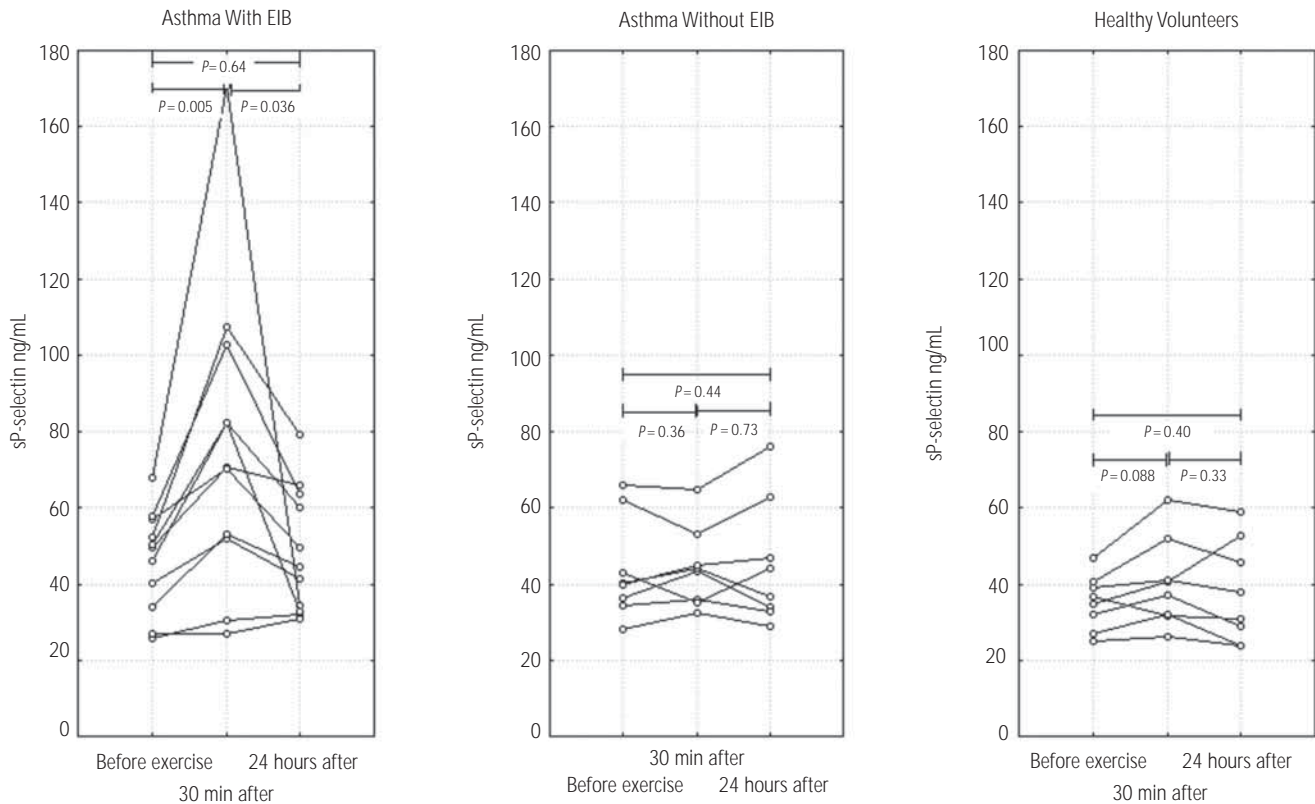 Asthma With EIB
180
160
140
120
100
80
60
40
20
0
sP-selectin ng/mL
P = 0.64
P = 0.005
P = 0.036
Before exercise
24 hours after
30 min after
Asthma Without EIB
180
160
140
120
100
80
60
40
20
0
sP-selectin ng/mL
P = 0.44
P = 0.36
P = 0.73
30 min after
Before exercise
24 hours after
Healthy Volunteers
180
160
140
120
100
80
60
40
20
0
sP-selectin ng/mL
P = 0.40
P = 0.088
P = 0.33
Before exercise
24 hours after
30 min after